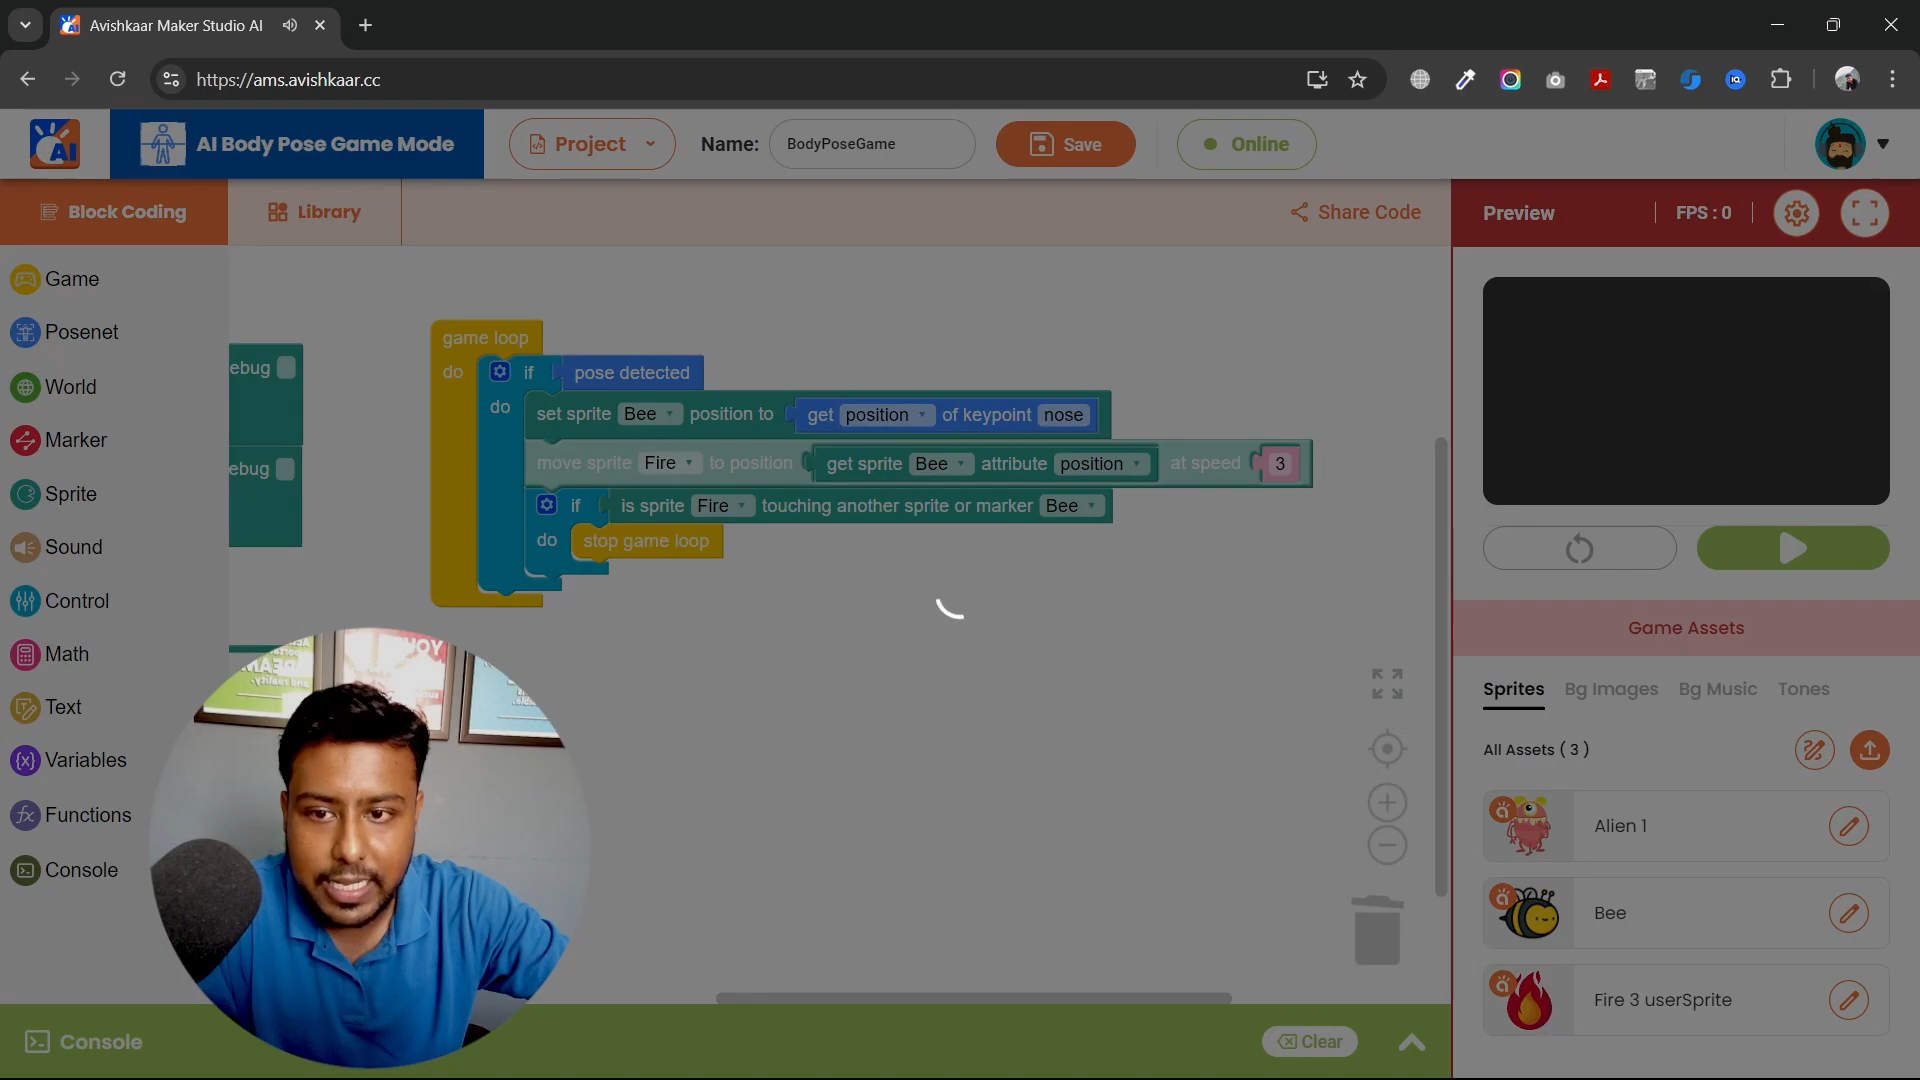 Avishkaar Maker Studio AI
https://ams.avishkaar.cc
AI
AI Body Pose Game Mode
Project
Name:
BodyPoseGame
Save
Online
Block Coding
Library
Share Code
Preview
FPS : 0
Game
Posenet
World
Marker
Sprite
Sound
Control
Math
Text
Variables
Functions
Console
ebug
ebug
game loop
do if pose detected
do set sprite Bee position to get position of keypoint nose
move sprite Fire to position get sprite Bee attribute position at speed 3
if is sprite Fire touching another sprite or marker Bee
do stop game loop
Game Assets
Sprites Bg Images Bg Music Tones
All Assets ( 3 )
Alien 1
Bee
Fire 3 userSprite
Console
Clear